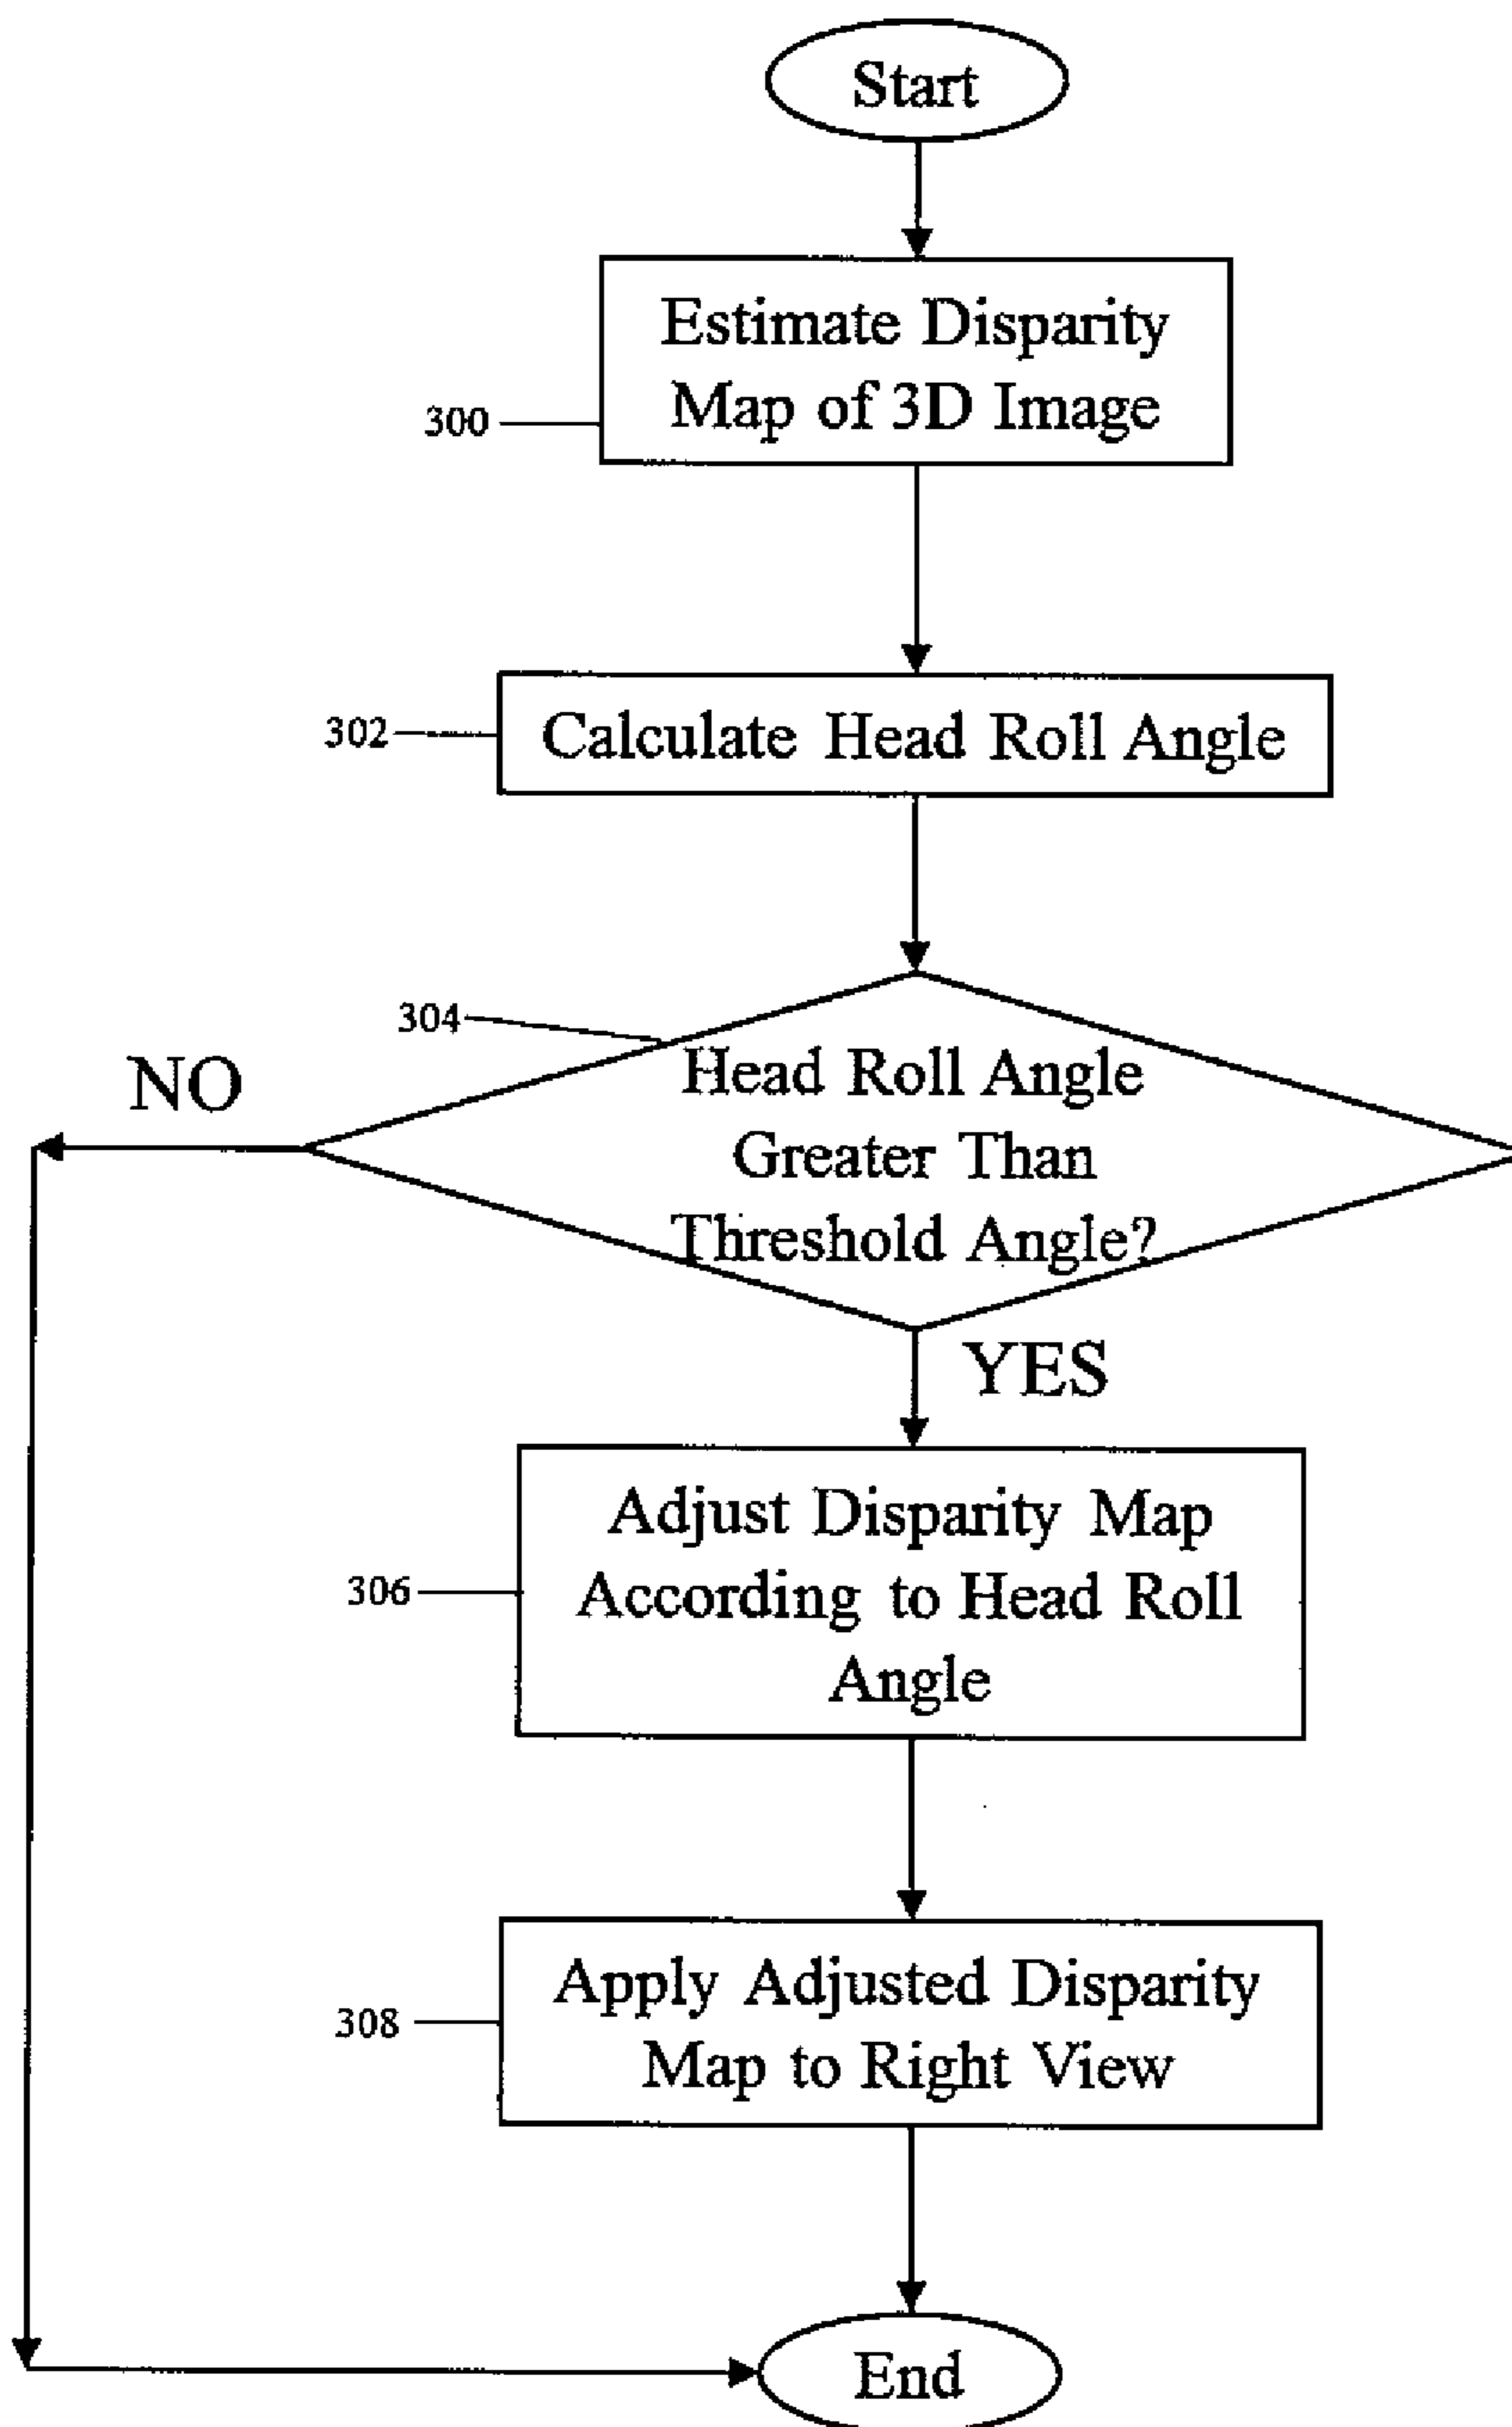 Start
Estimate Disparity
Map of 3D Image
300
302
Calculate Head Roll Angle
304
Head Roll Angle
Greater Than
Threshold Angle?
NO
YES
Adjust Disparity Map
According to Head Roll
Angle
306
Apply Adjusted Disparity
Map to Right View
308
End